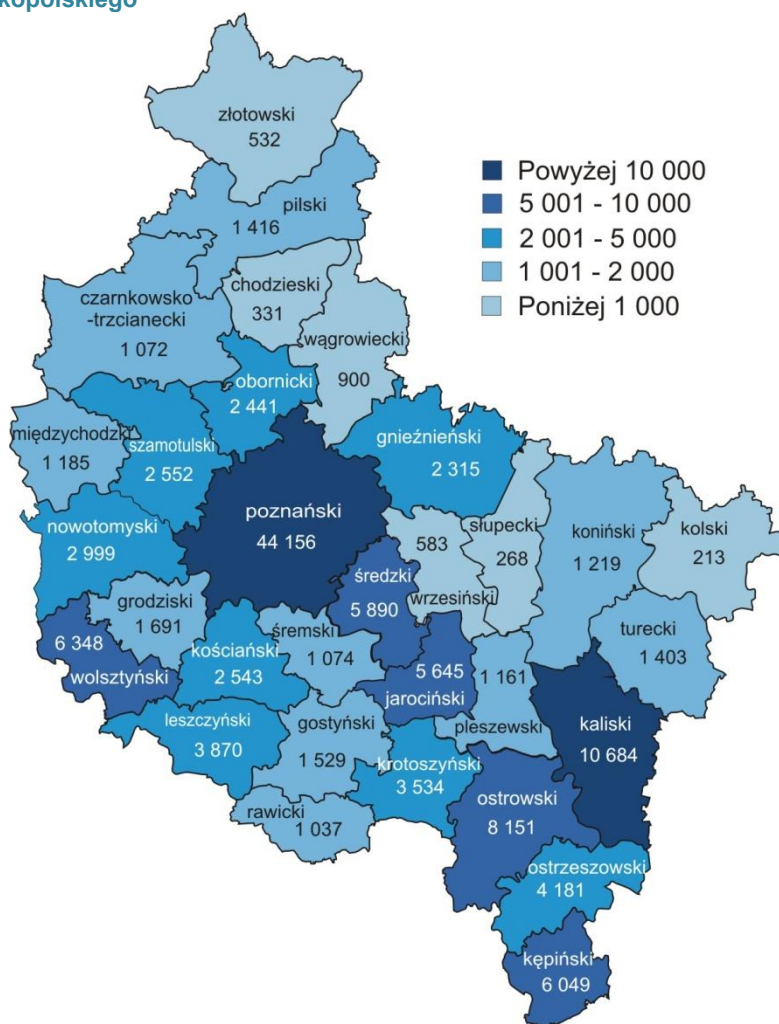 kopolskiego
złotowski
532
Powyżej 10 000
5 001 - 10 000
2 001 - 5 000
1 001 - 2 000
Poniżej 1 000
pilski
1 416
chodzieski
331
czarnkowsko
-trzcianecki
1 072
wągrowiecki
900
obornicki
2 441
międzychodzki
1 185
szamotulski
2 552
gnieźnieński
2 315
poznański
44 156
nowotomyski
2 999
583
wrzesiński
słupecki
268
koniński
1 219
kolski
213
średzki
5 890
grodziski
1 691
6 348
wolsztyński
kościański
2 543
śremski
1 074
5 645
jarociński
1 161
pleszewski
turecki
1 403
kaliski
10 684
leszczyński
3 870
gostyński
1 529
krotoszyński
3 534
rawicki
1 037
ostrowski
8 151
ostrzeszowski
4 181
kępiński
6 049